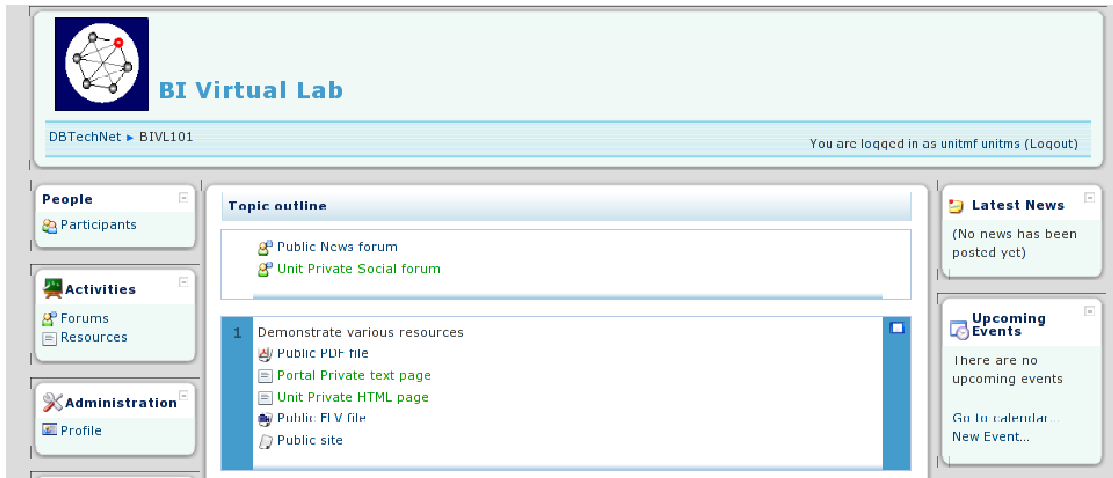 BI Virtual Lab
DBTechNet ► BIVL101
You are logged in as unitmf unitms (Logout)
People
Participants
Activities
Forums
Resources
Administration
Profile
Topic outline
Public News forum
Unit Private Social forum
1
Demonstrate various resources
Public PDF file
Portal Private text page
Unit Private HTML page
Public FLV file
Public site
Latest News
(No news has been
posted yet)
Upcoming
Events
There are no
upcoming events
Go to calendar...
New Event...